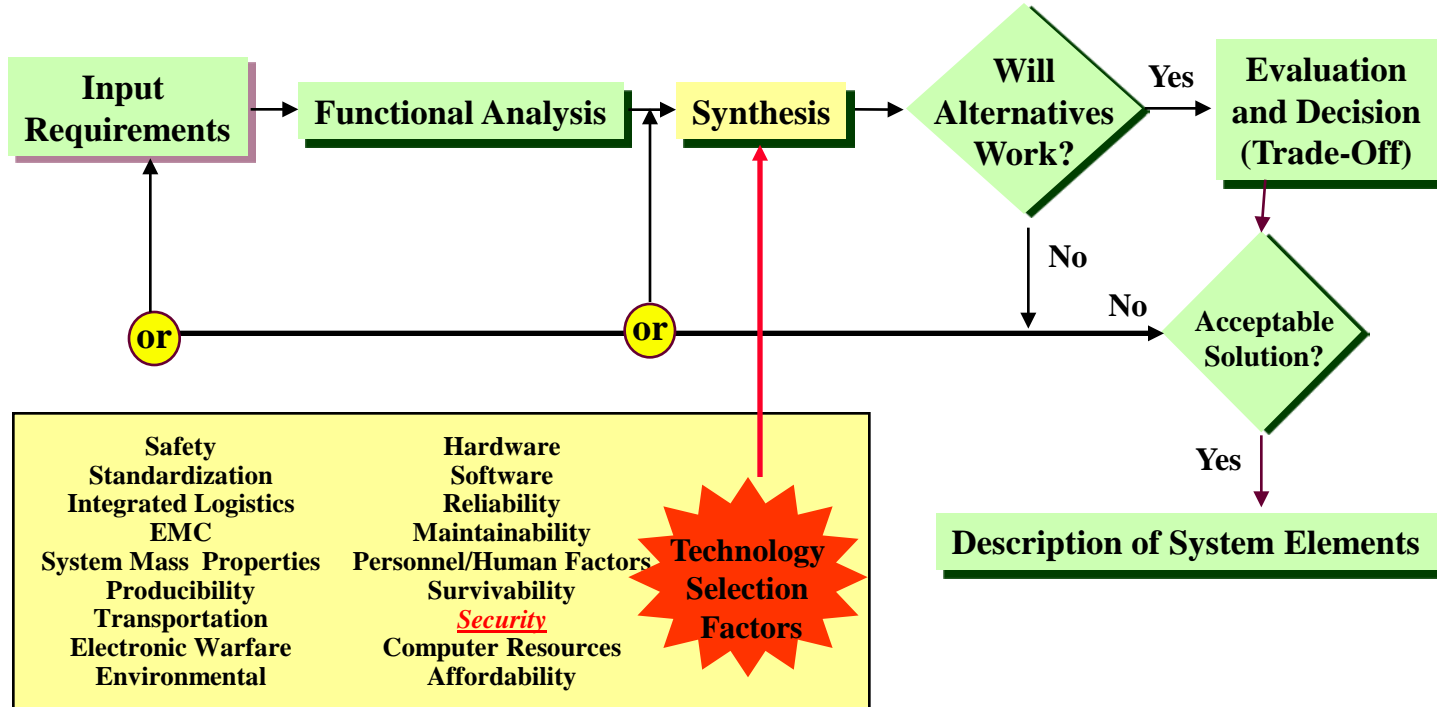 Input
Requirements
Functional Analysis
Synthesis
Will
Alternatives
Work?
Yes
Evaluation
and Decision
(Trade-Off)
No
No
or
or
Acceptable
Solution?
Yes
Description of System Elements
Safety
Standardization
Integrated Logistics
EMC
System Mass Properties
Producibility
Transportation
Electronic Warfare
Environmental
Hardware
Software
Reliability
Maintainability
Personnel/Human Factors
Survivability
Security
Computer Resources
Affordability
Technology
Selection
Factors